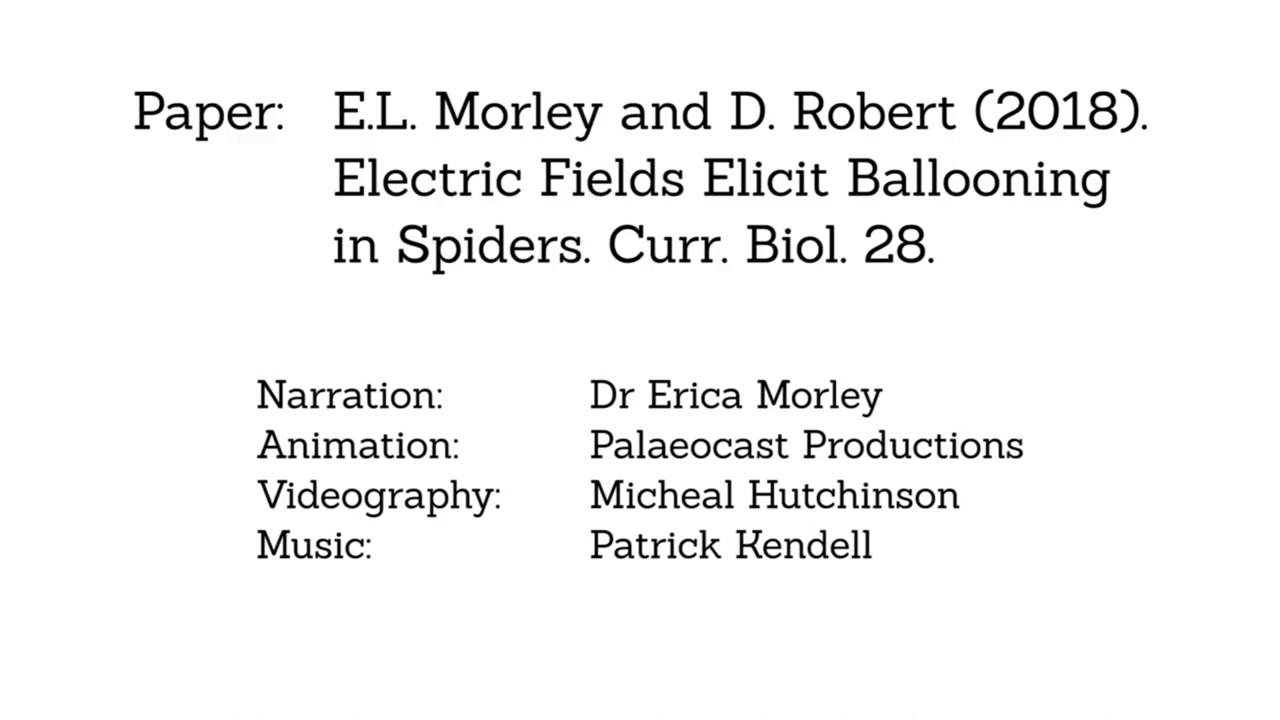 Paper: E.L. Morley and D. Robert (2018).
Electric Fields Elicit Ballooning
in Spiders. Curr. Biol. 28.
Narration: Dr Erica Morley
Animation: Palaeocast Productions
Videography: Micheal Hutchinson
Music: Patrick Kendell